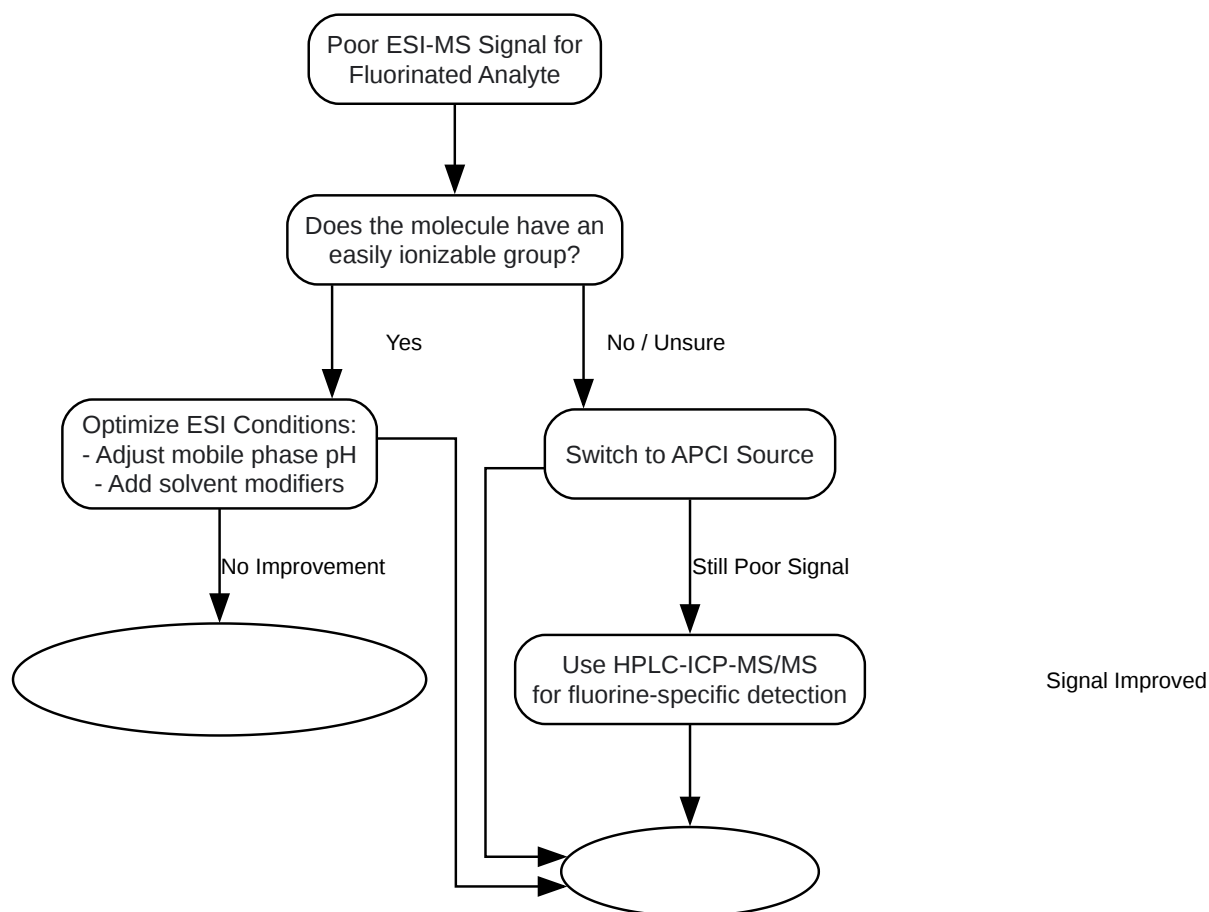 Poor ESI-MS Signal for
Fluorinated Analyte
Does the molecule have an
easily ionizable group?
Yes
No / Unsure
Optimize ESI Conditions:
- Adjust mobile phase pH
- Add solvent modifiers
Switch to APCI Source
No Improvement
Still Poor Signal
Use HPLC-ICP-MS/MS
for fluorine-specific detection
Signal Improved